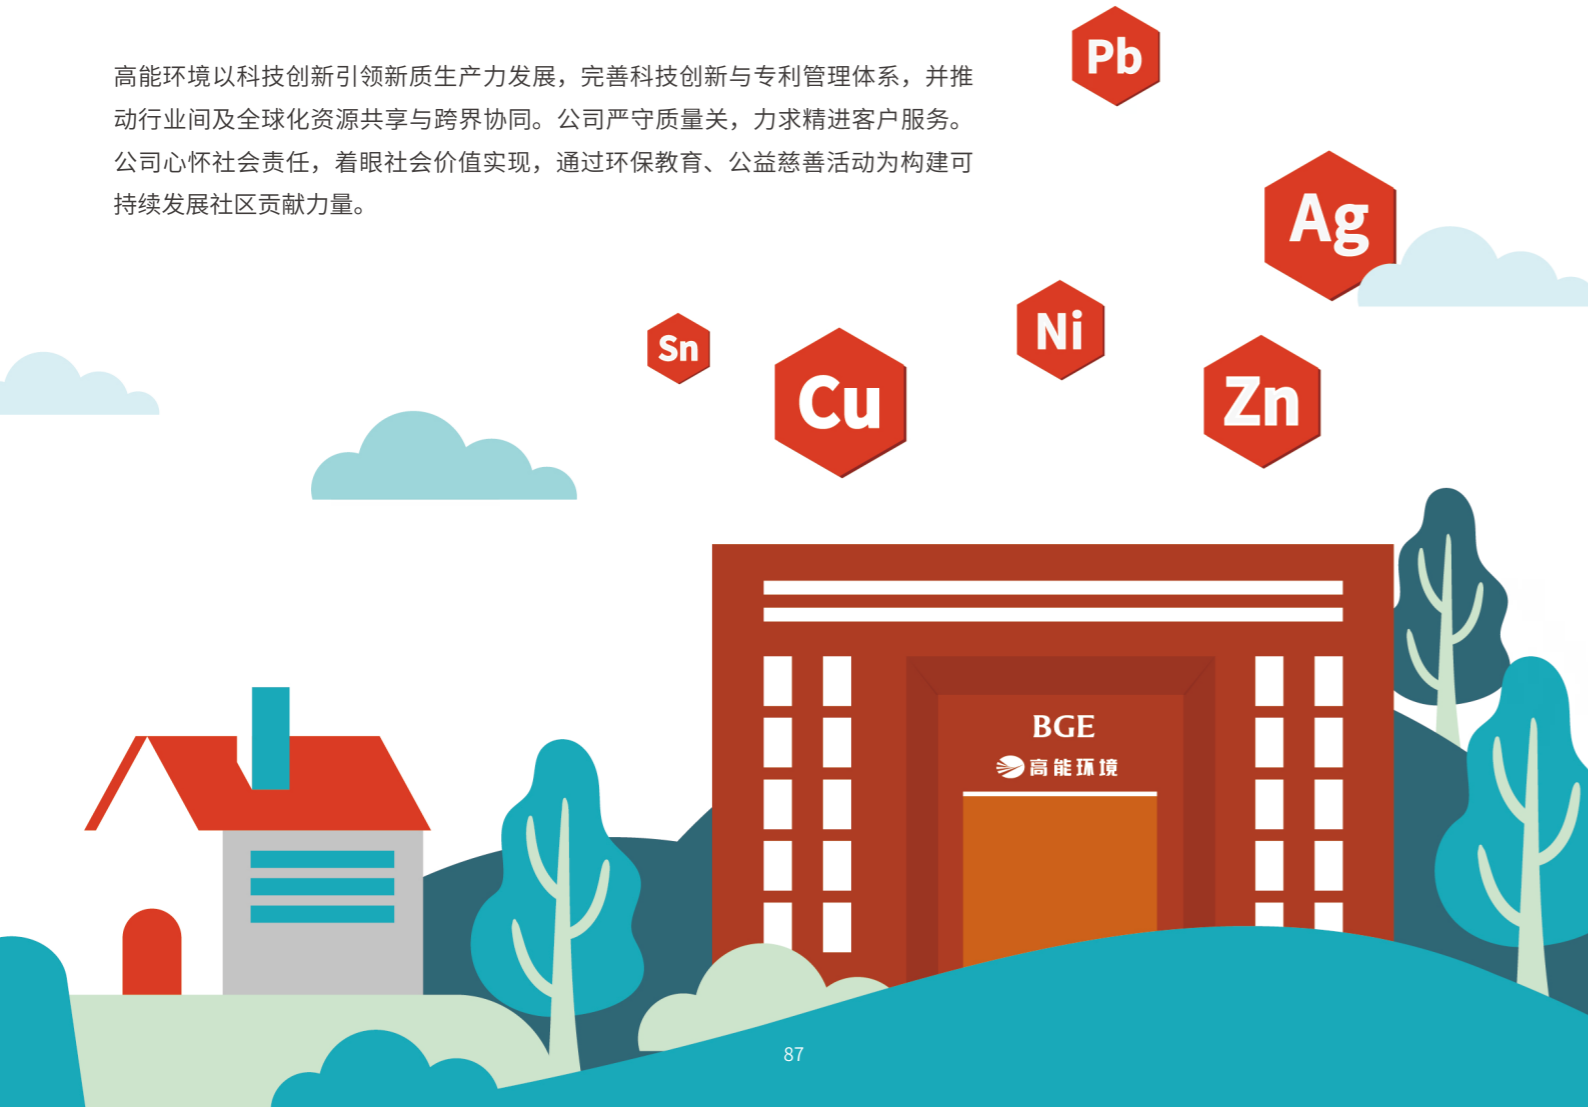 高能环境以科技创新引领新质生产力发展，完善科技创新与专利管理体系，并推
动行业间及全球化资源共享与跨界协同。公司严守质量关，力求精进客户服务。
公司心怀社会责任，着眼社会价值实现，通过环保教育、公益慈善活动为构建可
持续发展社区贡献力量。
Pb
Ag
Ni
Sn
Cu
Zn
BGE
高能环境
87